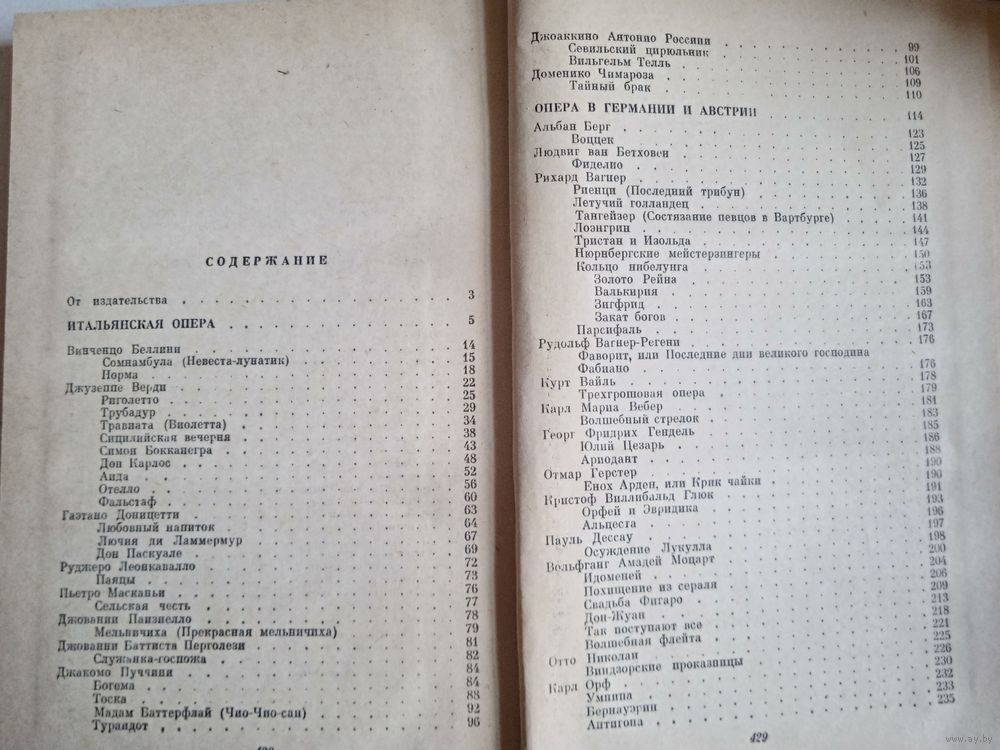 СОДЕРЖАНИЕ
От издательства . . . . . 3
ИТАЛЬЯНСКАЯ ОПЕРА . . . . . 5
Винченцо Беллини . . . . . 14
Сомнамбула (Невеста-лунатик) . . . . . 15
Норма . . . . . 18
Джузеппе Верди . . . . . 22
Риголетто . . . . . 25
Трубадур . . . . . 29
Травиата (Виолетта) . . . . . 34
Сицилийская вечерня . . . . . 38
Симон Бокканегра . . . . . 43
Дон Карлос . . . . . 48
Аида . . . . . 52
Отелло . . . . . 56
Фальстаф . . . . . 60
Гаэтано Доницетти . . . . . 63
Любовный напиток . . . . . 64
Лючия ди Ламмермур . . . . . 67
Дон Паскуале . . . . . 69
Руджеро Леонкавалло . . . . . 72
Паяцы . . . . . 73
Пьетро Масканьи . . . . . 76
Сельская честь . . . . . 77
Джованни Паизиелло . . . . . 78
Мельничиха (Прекрасная мельничиха) . . . . . 79
Джованни Баттиста Перголези . . . . . 81
Служанка-госпожа . . . . . 82
Джакомо Пуччини . . . . . 84
Богема . . . . . 84
Тоска . . . . . 88
Мадам Баттерфлай (Чио-Чио-сан) . . . . . 92
Турандот . . . . . 96
Джоаккино Антонио Россини . . . . . 99
Севильский цирюльник . . . . . 101
Вильгельм Телль . . . . . 106
Доменико Чимароза . . . . . 109
Тайный брак . . . . . 110
ОПЕРА В ГЕРМАНИИ И АВСТРИИ . . . . . 114
Альбан Берг . . . . . 123
Воццек . . . . . 125
Людвиг ван Бетховен . . . . . 127
Фиделио . . . . . 129
Рихард Вагнер . . . . . 132
Риенци (Последний трибун) . . . . . 136
Летучий голландец . . . . . 138
Тангейзер (Состязание певцов в Вартбурге) . . . . . 141
Лоэнгрин . . . . . 144
Тристан и Изольда . . . . . 147
Нюрнбергские мейстерзингеры . . . . . 150
Кольцо нибелунга . . . . . 153
Золото Рейна . . . . . 153
Валькирия . . . . . 159
Зигфрид . . . . . 163
Закат богов . . . . . 167
Парсифаль . . . . . 173
Рудольф Вагнер-Регени . . . . . 176
Фаворит, или Последние дни великого господина
Фабиано . . . . . 176
Курт Вайль . . . . . 178
Трехгрошовая опера . . . . . 179
Карл Мариа Вебер . . . . . 181
Волшебный стрелок . . . . . 183
Георг Фридрих Гендель . . . . . 185
Юлий Цезарь . . . . . 186
Ариодант . . . . . 188
Отмар Герстер . . . . . 190
Енох Арден, или Крик чайки . . . . . 190
Кристоф Виллибальд Глюк . . . . . 191
Орфей и Эвридика . . . . . 193
Альцеста . . . . . 196
Пауль Дессау . . . . . 197
Осуждение Лукулла . . . . . 198
Вольфганг Амадей Моцарт . . . . . 200
Идоменей . . . . . 204
Похищение из сераля . . . . . 206
Свадьба Фигаро . . . . . 209
Дон-Жуан . . . . . 213
Так поступают все . . . . . 218
Волшебная флейта . . . . . 221
Отто Николаи . . . . . 225
Виндзорские проказницы . . . . . 226
Карл Орф . . . . . 230
Умница . . . . . 232
Бернауэрин . . . . . 233
Антигона . . . . . 235
429
www.ay.by